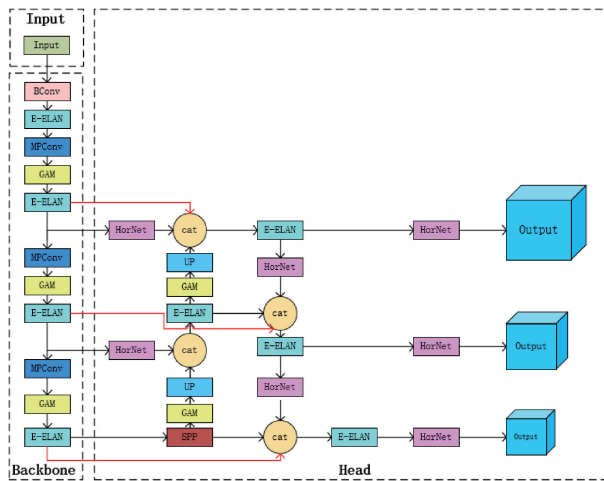 Input
Input
BConv
E-ELAN
MPConv
GAM
E-ELAN
HorNet
cat
E-ELAN
HorNet
Output
MPConv
UP
HorNet
GAM
GAM
E-ELAN
E-ELAN
cat
HorNet
cat
E-ELAN
HorNet
Output
MPConv
UP
HorNet
GAM
GAM
E-ELAN
SPP
cat
E-ELAN
HorNet
Output
Backbone
Head